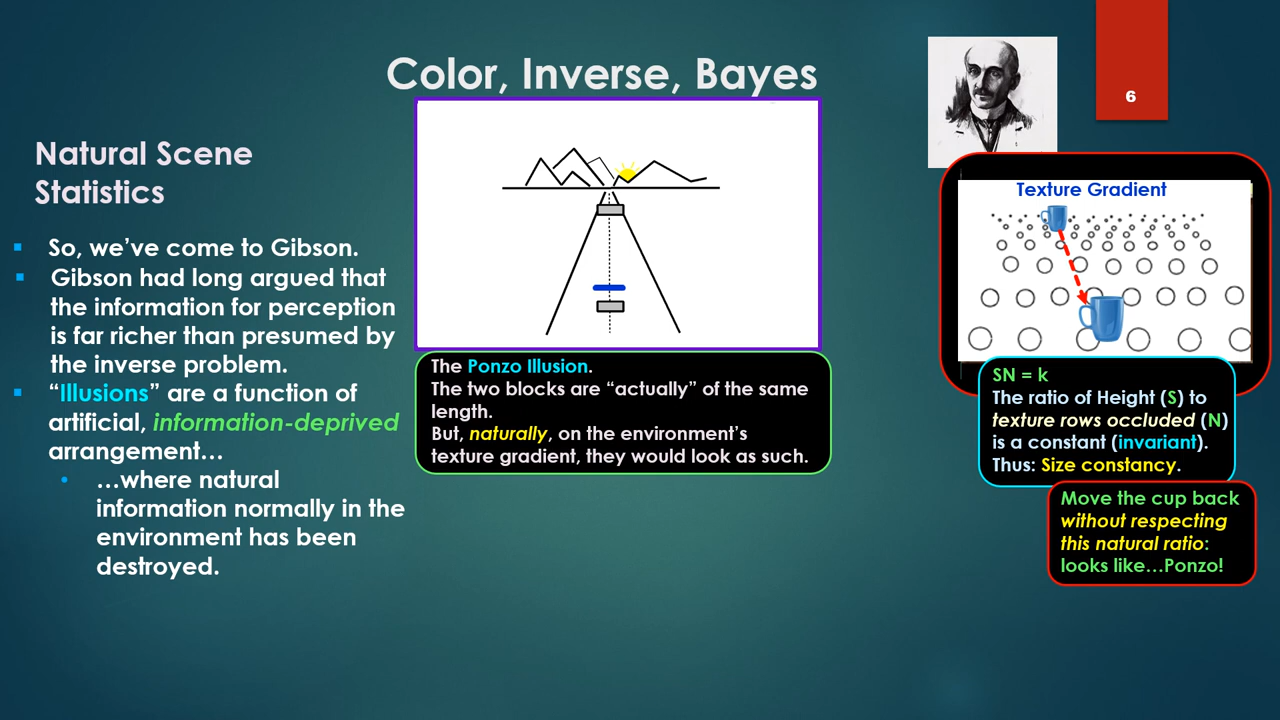 Color, Inverse, Bayes
6
Natural Scene
Statistics
So, we’ve come to Gibson.
Gibson had long argued that
the information for perception
is far richer than presumed by
the inverse problem.
“Illusions” are a function of
artificial, information-deprived
arrangement…
…where natural
information normally in the
environment has been
destroyed.
The Ponzo Illusion.
The two blocks are “actually” of the same
length.
But, naturally, on the environment’s
texture gradient, they would look as such.
Texture Gradient
SN = k
The ratio of Height (S) to
texture rows occluded (N)
is a constant (invariant).
Thus: Size constancy.
Move the cup back
without respecting
this natural ratio:
looks like…Ponzo!